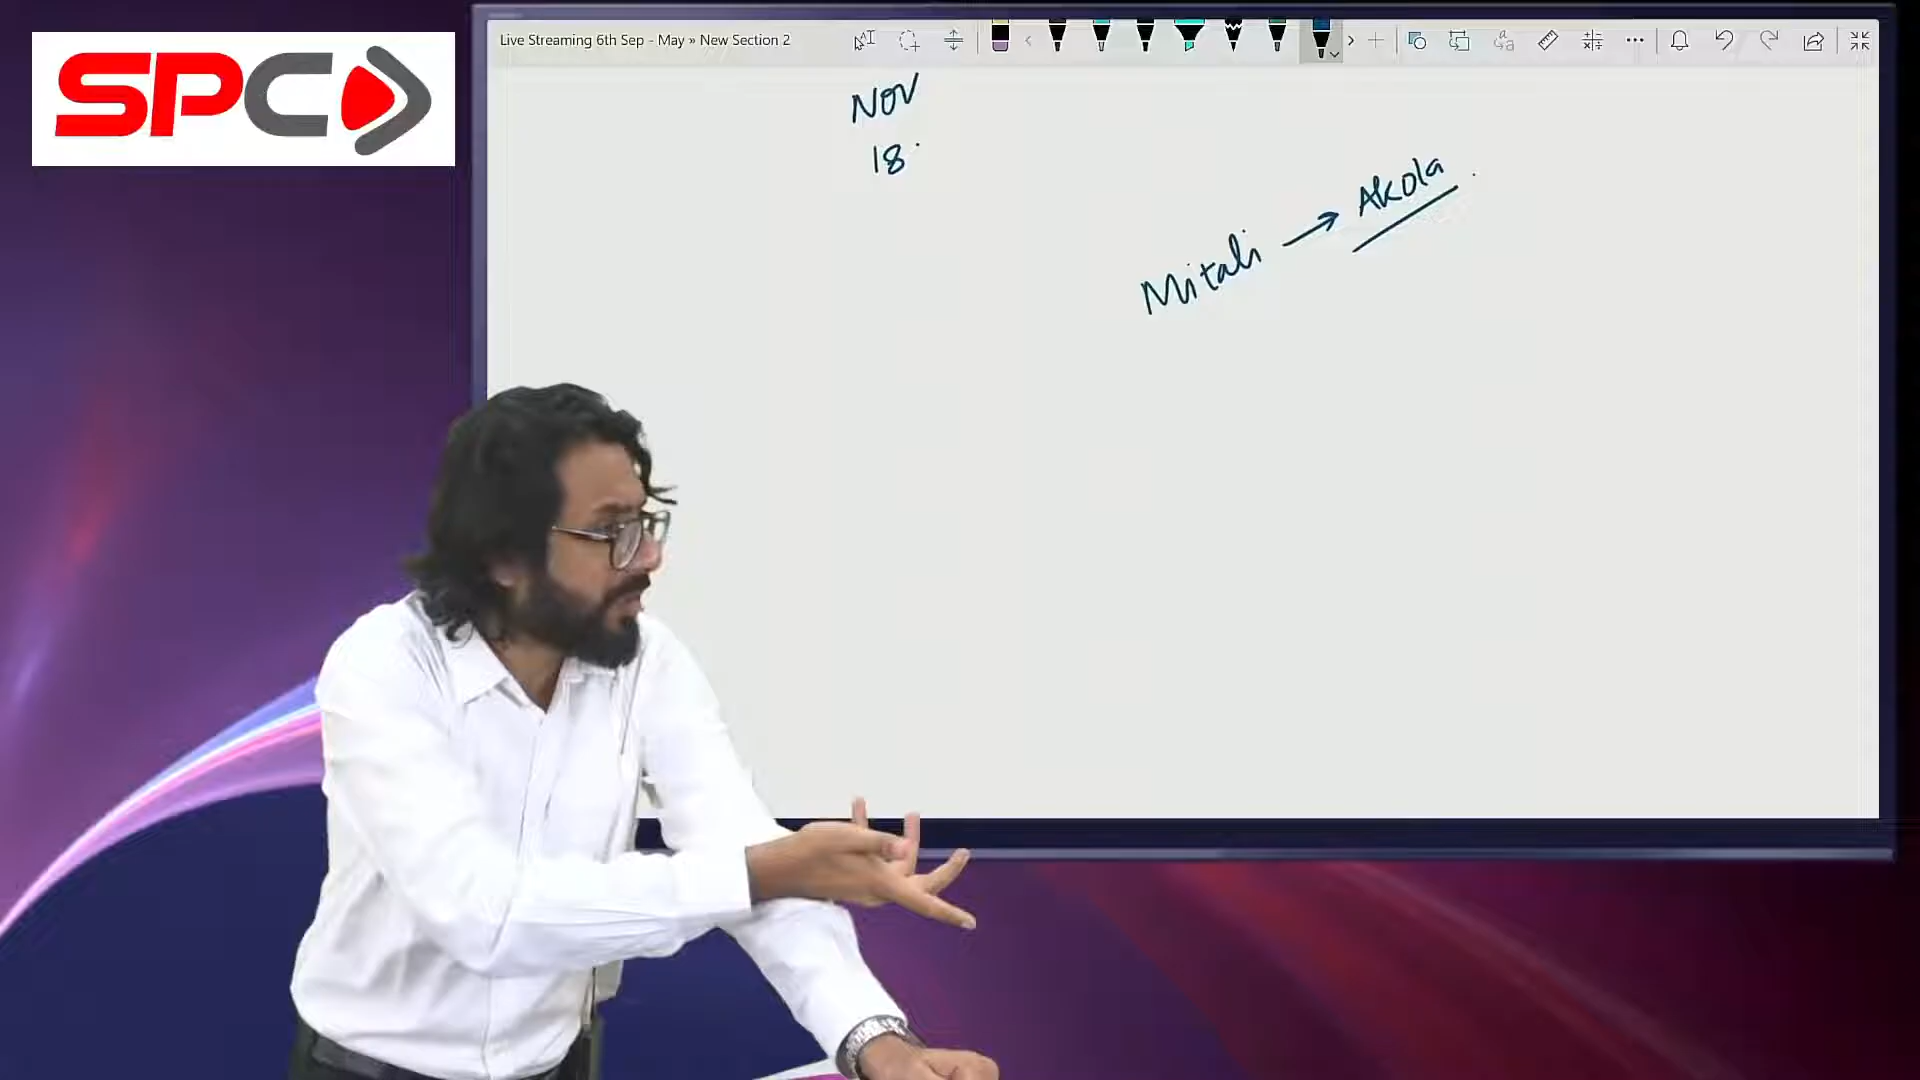 SPC
Live Streaming 6th Sep - May » New Section 2
Nov
18
Mitali → Akola